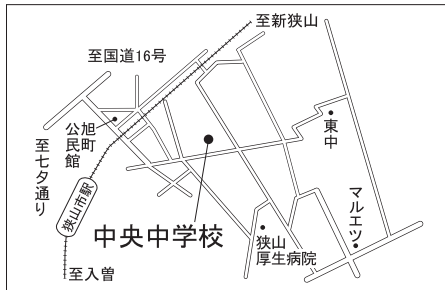 至新狭山
至国道16号
旭町
公民館
至七夕通り
狭山市駅
至入曽
中央中学校
東中
マルエツ
狭山
厚生病院